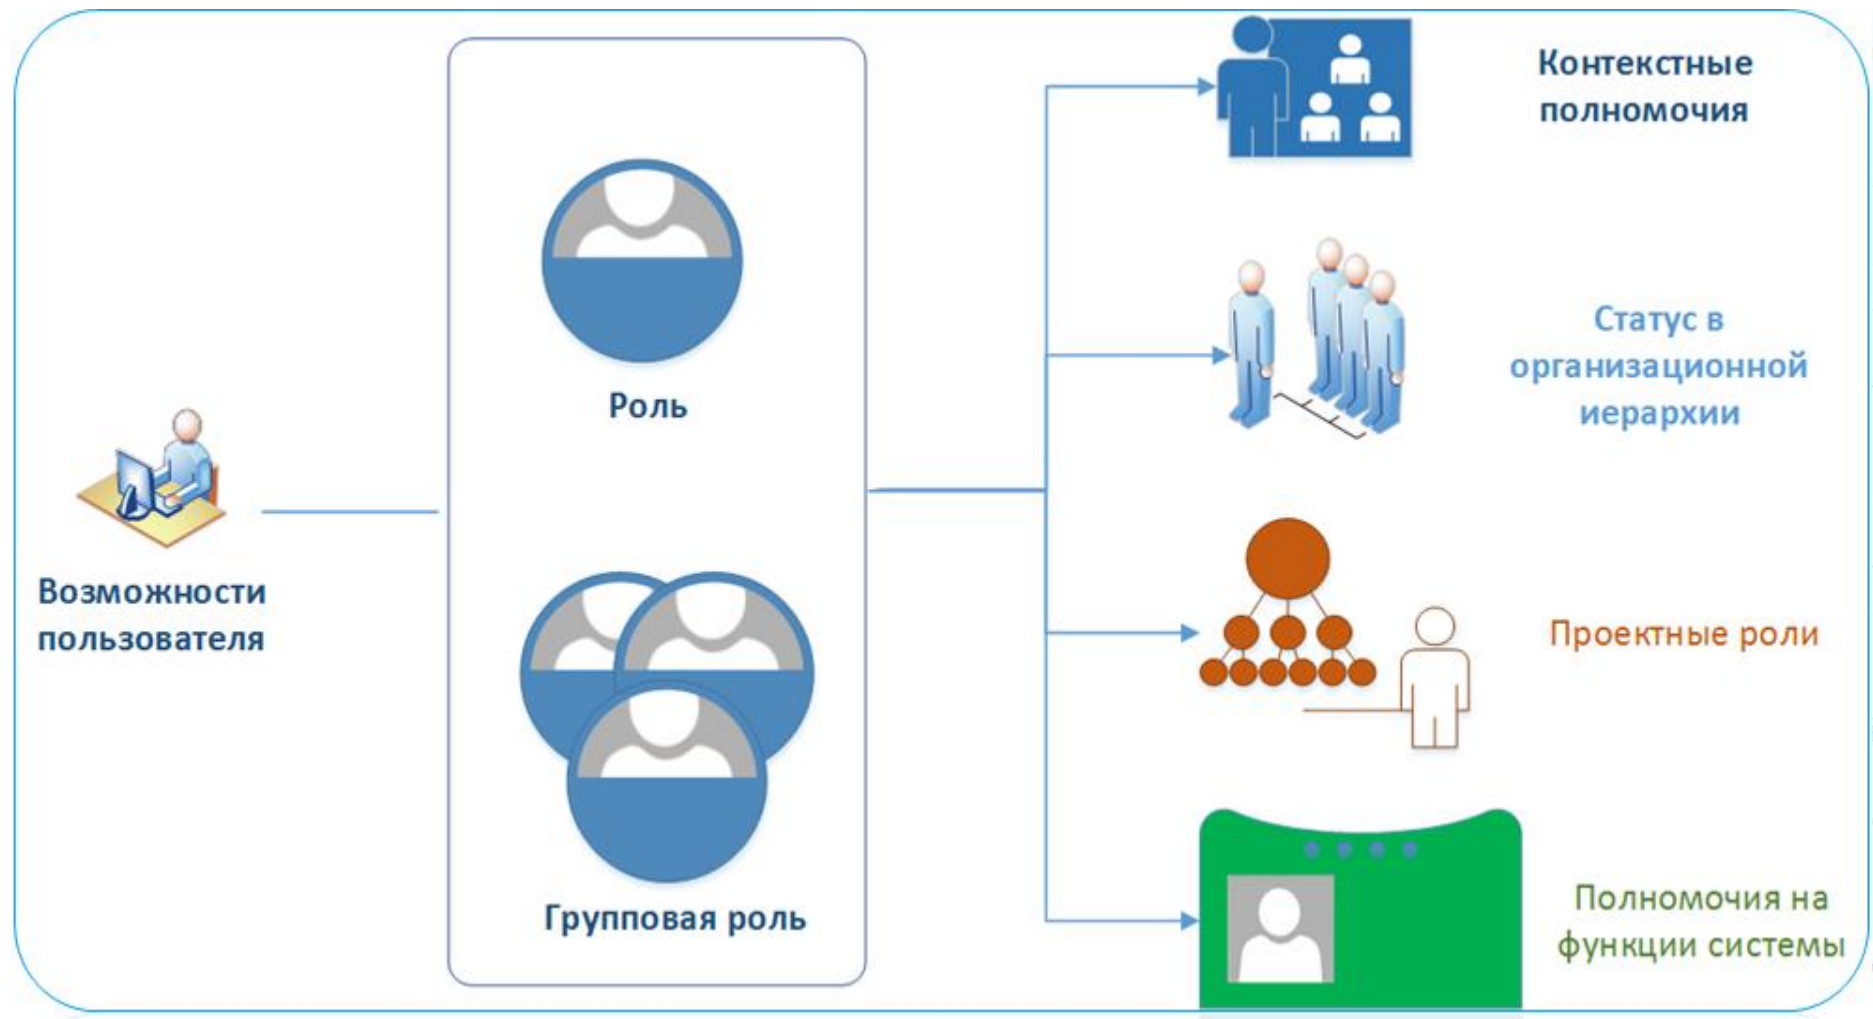 Возможности
пользователя
Роль
Групповая роль
Контекстные
полномочия
Статус в
организационной
иерархии
Проектные роли
Полномочия на
функции системы